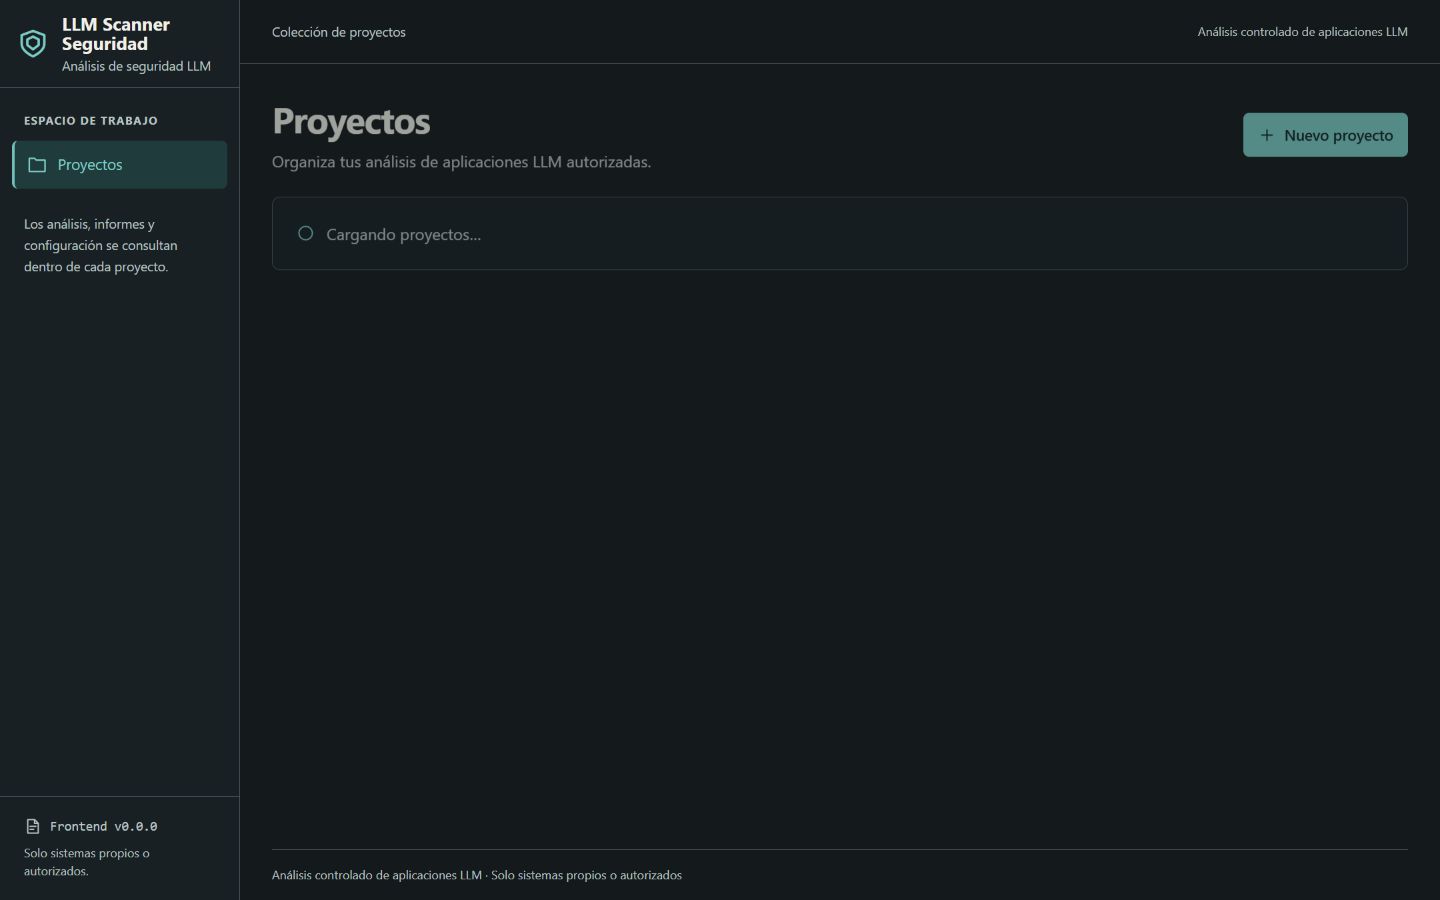 LLM Scanner
Seguridad
Análisis de seguridad LLM
ESPACIO DE TRABAJO
Proyectos
Los análisis, informes y
configuración se consultan
dentro de cada proyecto.
Frontend v0.0.0
Solo sistemas propios o
autorizados.
Colección de proyectos
Análisis controlado de aplicaciones LLM
Proyectos
Organiza tus análisis de aplicaciones LLM autorizadas.
Nuevo proyecto
Cargando proyectos...
Análisis controlado de aplicaciones LLM · Solo sistemas propios o autorizados